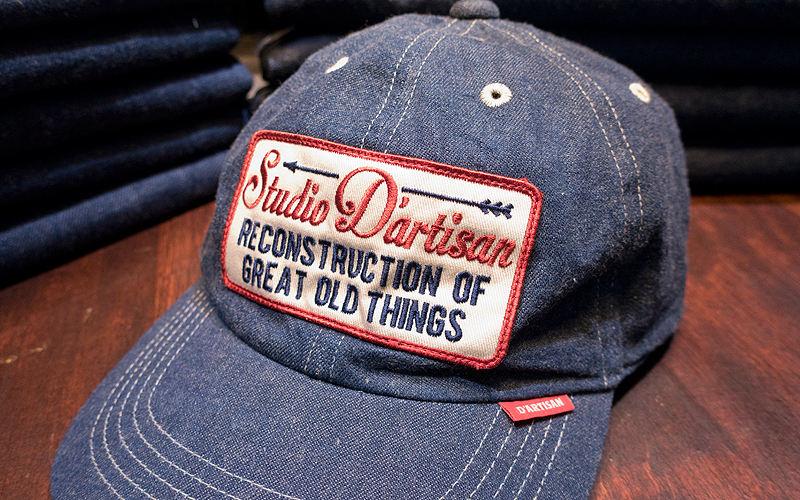 Studio D'artisan
RECONSTRUCTION OF
GREAT OLD THINGS
D'ARTISAN